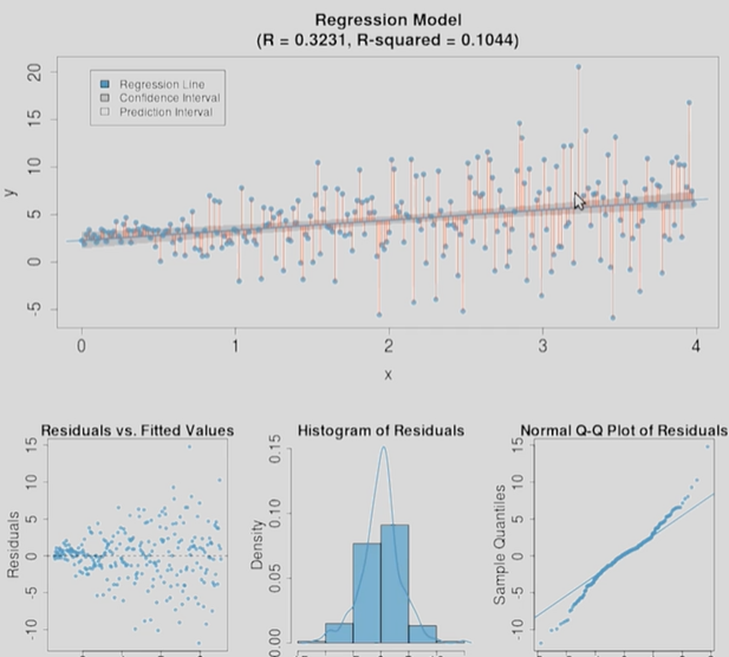 Regression Model
(R = 0.3231, R-squared = 0.1044)
Regression Line
Confidence Interval
Prediction Interval
y
20
15
10
5
0
-5
0 1 2 3 4
x
Residuals vs. Fitted Values
Residuals
15
10
5
0
-5
-10
Histogram of Residuals
Density
0.15
0.10
0.05
0.00
Normal Q-Q Plot of Residuals
Sample Quantiles
15
10
5
0
-5
-10